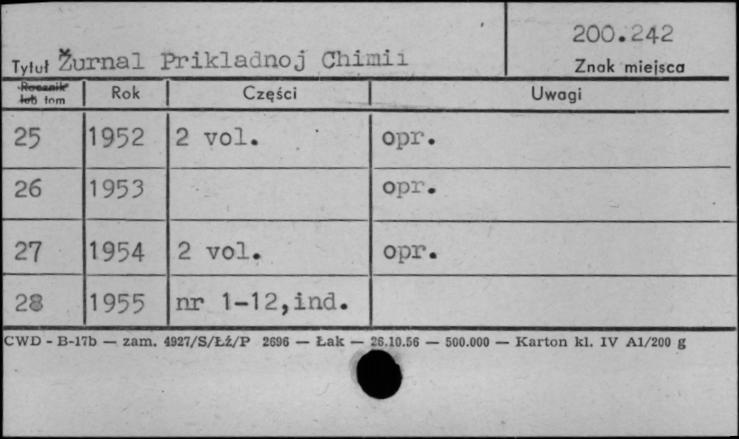 200.242
Tytuł Žurnal Prikladnoj Chimii Znak miejsca
Rocznik lub tom Rok Części Uwagi
25 1952 2 vol. opr.
26 1953 opr.
27 1954 2 vol. opr.
28 1955 nr 1-12,ind.
CWD - B-17b — zam. 4927/S/Łź/P 2696 — Łak — 26.10.56 — 500.000 — Karton kl. IV A1/200 g